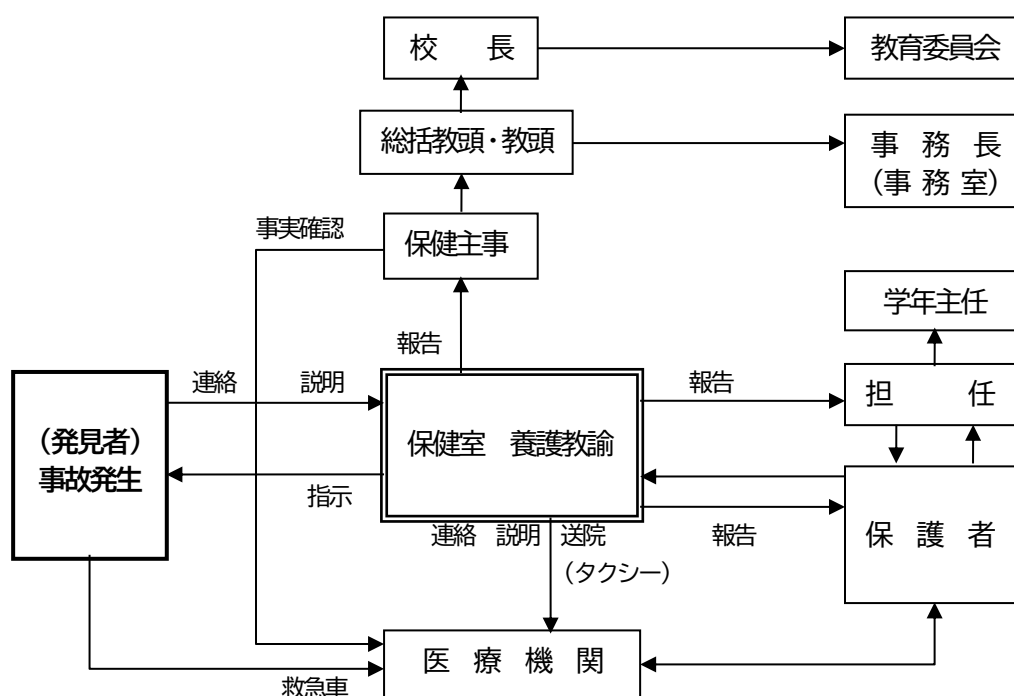 校　長
教育委員会
総括教頭・教頭
事　務　長
（事　務　室）
事実確認
保健主事
学年主任
報告
連絡　説明
報告
担　任
（発見者）
事故発生
保健室　養護教諭
指示
連絡　説明　送院
（タクシー）
報告
保　護　者
医　療　機　関
救急車